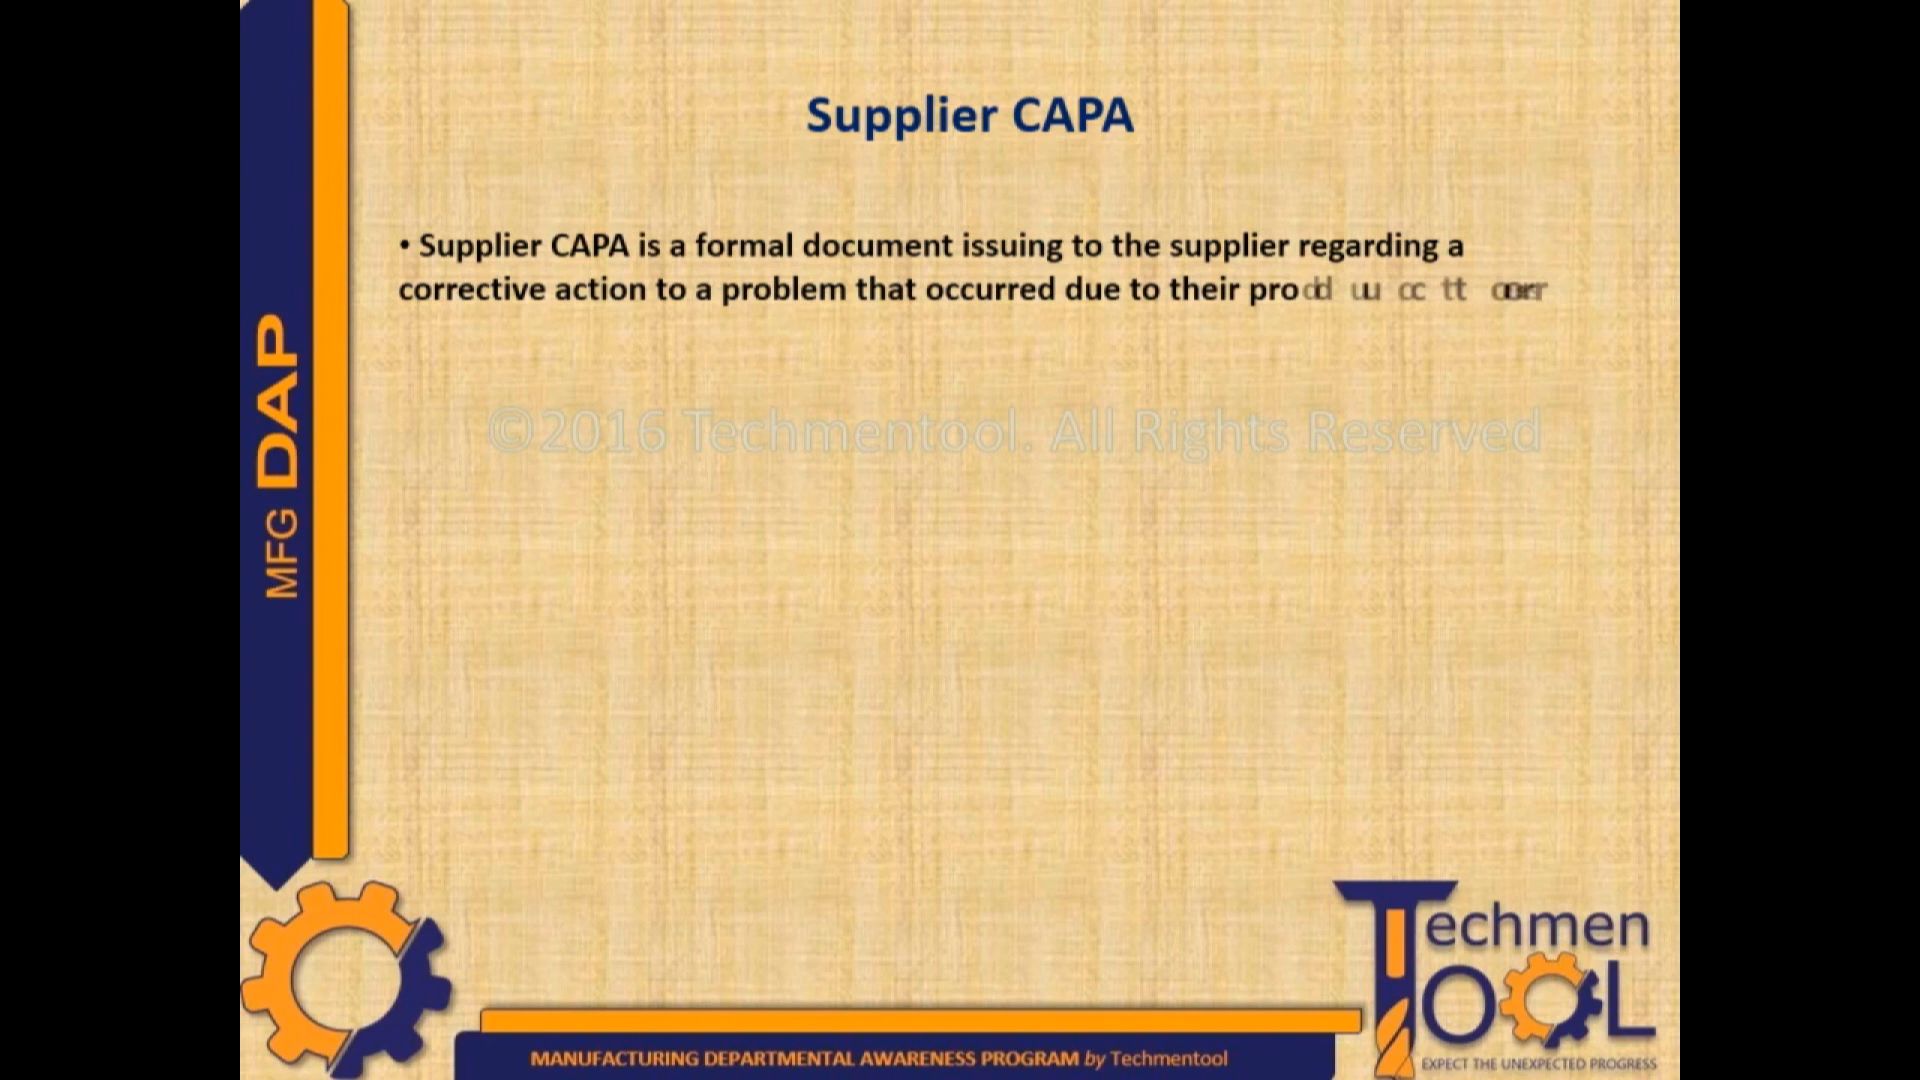 Supplier CAPA
• Supplier CAPA is a formal document issuing to the supplier regarding a
corrective action to a problem that occurred due to their product
©2016 Techmentool. All Rights Reserved
MFG DAP
Techmen
TOOL
EXPECT THE UNEXPECTED PROGRESS
MANUFACTURING DEPARTMENTAL AWARENESS PROGRAM by Techmentool